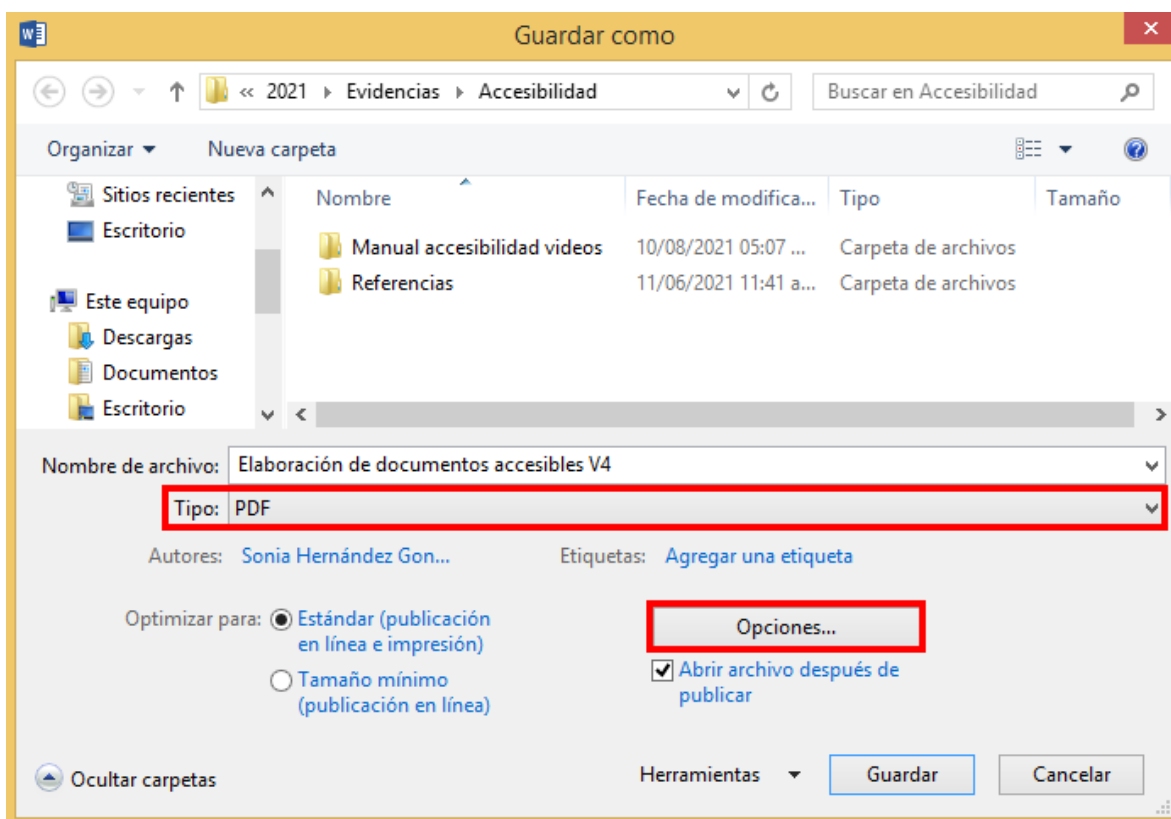 Guardar como
« 2021 Evidencias Accesibilidad
Buscar en Accesibilidad
Organizar Nueva carpeta
Sitios recientes
Escritorio
Este equipo
Descargas
Documentos
Escritorio
Nombre Fecha de modifica... Tipo Tamaño
Manual accesibilidad videos 10/08/2021 05:07 ... Carpeta de archivos
Referencias 11/06/2021 11:41 a... Carpeta de archivos
Nombre de archivo: Elaboración de documentos accesibles V4
Tipo: PDF
Autores: Sonia Hernández Gon... Etiquetas: Agregar una etiqueta
Optimizar para: Estándar (publicación
en línea e impresión)
Tamaño mínimo
(publicación en línea)
Opciones...
Abrir archivo después de
publicar
Ocultar carpetas
Herramientas Guardar Cancelar